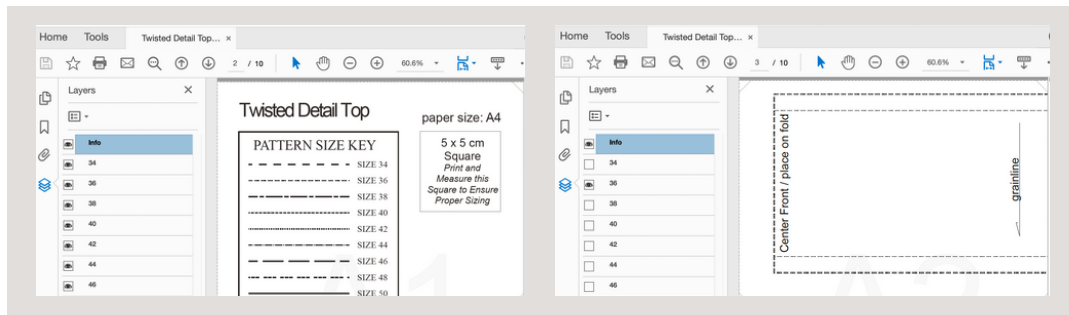 Home Tools Twisted Detail Top... ×
2 / 10 60.6%
Layers ×
Info
34
36
38
40
42
44
46
Twisted Detail Top
paper size: A4
PATTERN SIZE KEY
SIZE 34
SIZE 36
SIZE 38
SIZE 40
SIZE 42
SIZE 44
SIZE 46
SIZE 48
SIZE 50
5 x 5 cm
Square
Print and
Measure this
Square to Ensure
Proper Sizing
A1
Home Tools Twisted Detail Top... ×
3 / 10 60.6%
Layers ×
Info
34
36
38
40
42
44
46
Center Front / place on fold
grainline
A2